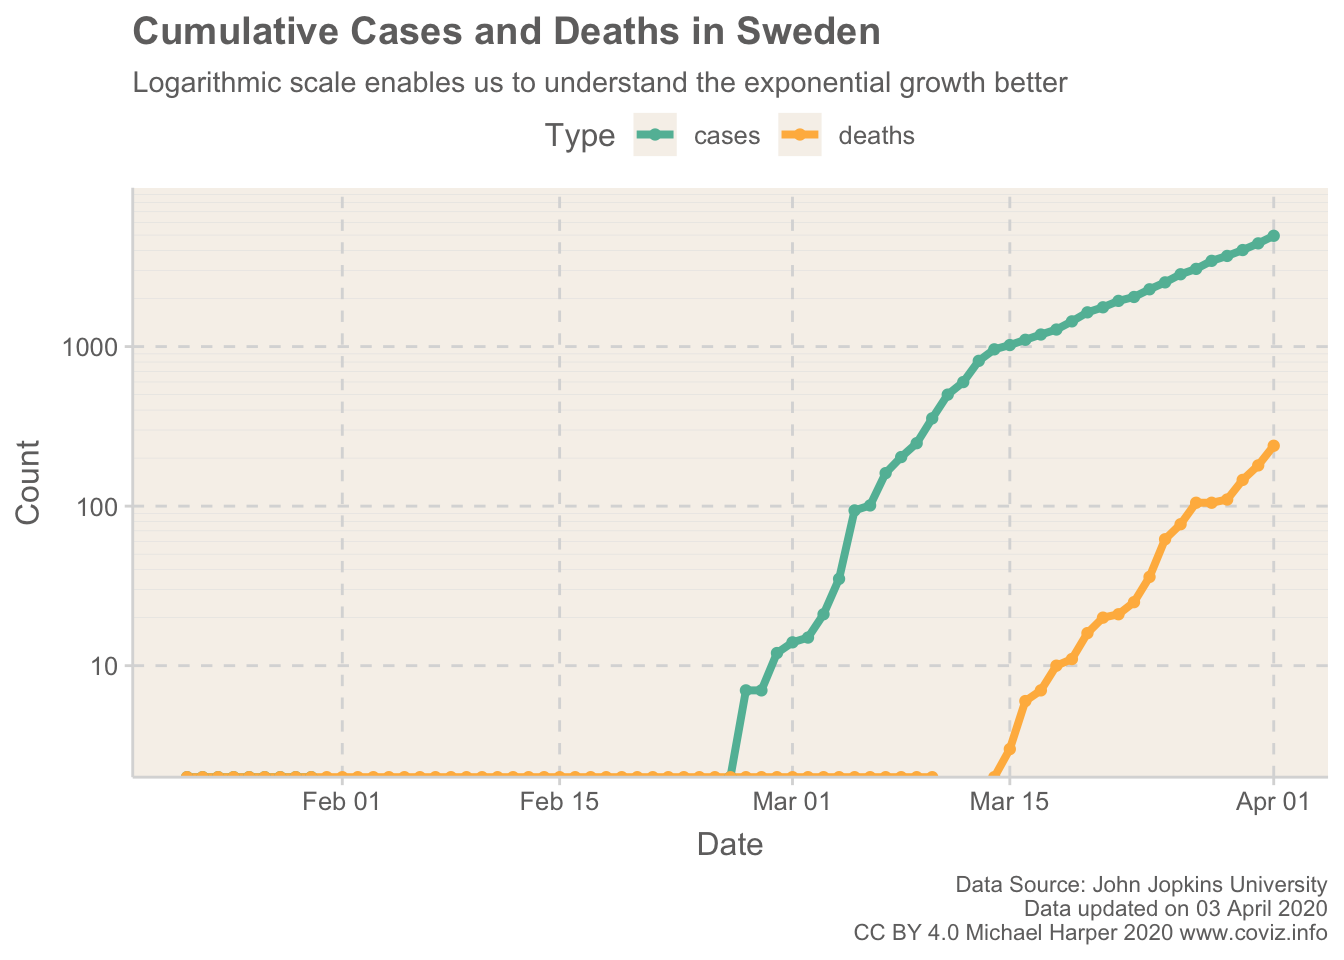 Cumulative Cases and Deaths in Sweden
Logarithmic scale enables us to understand the exponential growth better
Type cases deaths
Count
1000
100
10
Feb 01 Feb 15 Mar 01 Mar 15 Apr 01
Date
Data Source: John Jopkins University
Data updated on 03 April 2020
CC BY 4.0 Michael Harper 2020 www.coviz.info